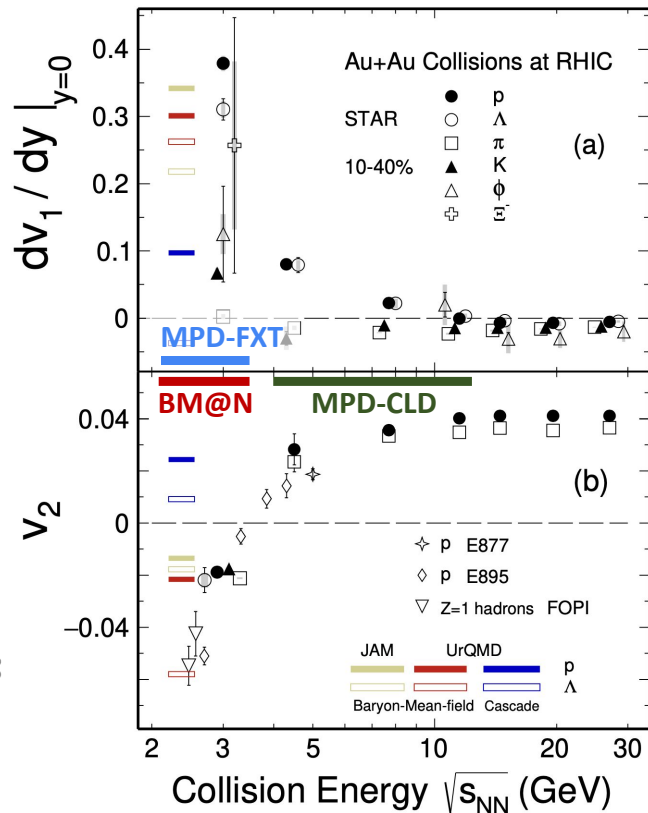 0.4
0.3
0.2
0.1
0
dv₁ / dy |y=0
Au+Au Collisions at RHIC
p
STAR Λ
π (a)
10-40% K
ϕ
Ξ⁻
MPD-FXT
BM@N MPD-CLD
0.04
0
−0.04
v₂
(b)
p E877
p E895
Z=1 hadrons FOPI
JAM UrQMD
p
Λ
Baryon-Mean-field Cascade
2 3 4 5 10 20 30
Collision Energy √sNN (GeV)